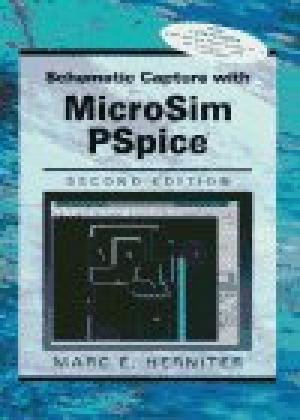 Schematic Capture with
MicroSim
PSpice
SECOND EDITION
MARC E. HERNITER